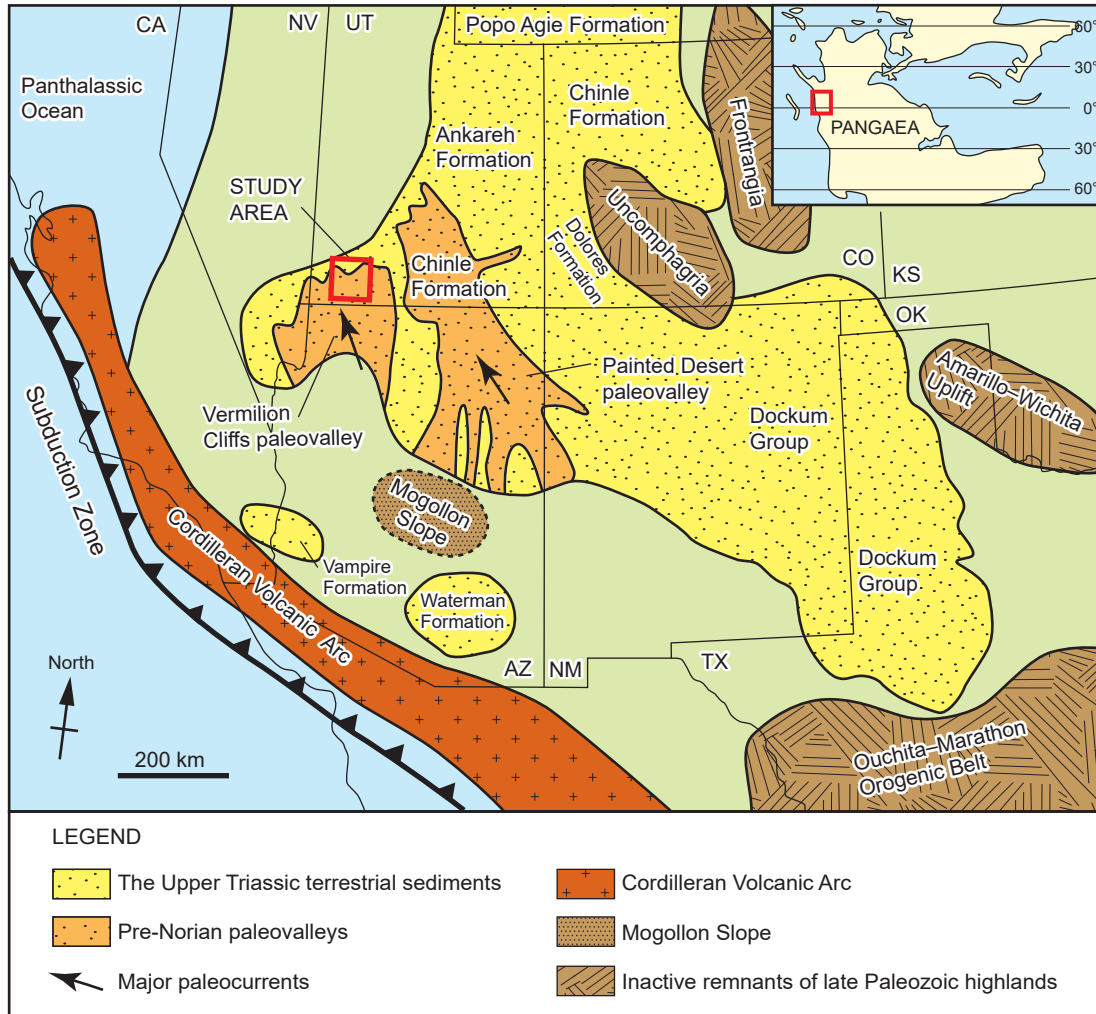 CA
NV
UT
Popo Agie Formation
60°
30°
0°
PANGAEA
30°
60°
Panthalassic
Ocean
Chinle
Formation
Ankareh
Formation
Frontrangia
STUDY
AREA
Uncomphagria
Dolores
Formation
Chinle
Formation
CO
KS
OK
Painted Desert
paleovalley
Amarillo–Wichita
Uplift
Vermilion
Cliffs paleovalley
Dockum
Group
Subduction Zone
Mogollon
Slope
Cordilleran Volcanic Arc
Vampire
Formation
Waterman
Formation
Dockum
Group
North
AZ
NM
TX
200 km
Ouchita–Marathon
Orogenic Belt
LEGEND
The Upper Triassic terrestrial sediments
Cordilleran Volcanic Arc
Pre-Norian paleovalleys
Mogollon Slope
Major paleocurrents
Inactive remnants of late Paleozoic highlands